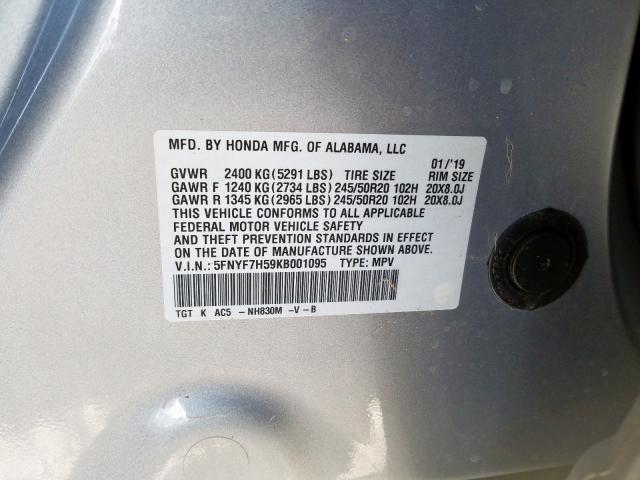 MFD. BY HONDA MFG. OF ALABAMA, LLC
01/'19
GVWR 2400 KG(5291 LBS) TIRE SIZE RIM SIZE
GAWR F 1240 KG(2734 LBS) 245/50R20 102H 20X8.0J
GAWR R 1345 KG(2965 LBS) 245/50R20 102H 20X8.0J
THIS VEHICLE CONFORMS TO ALL APPLICABLE
FEDERAL MOTOR VEHICLE SAFETY
AND THEFT PREVENTION STANDARDS IN EFFECT
ON THE DATE OF MANUFACTURE SHOWN ABOVE.
V.I.N.: 5FNYF7H59KB001095 TYPE: MPV
TGT K AC5 -NH830M -V-B